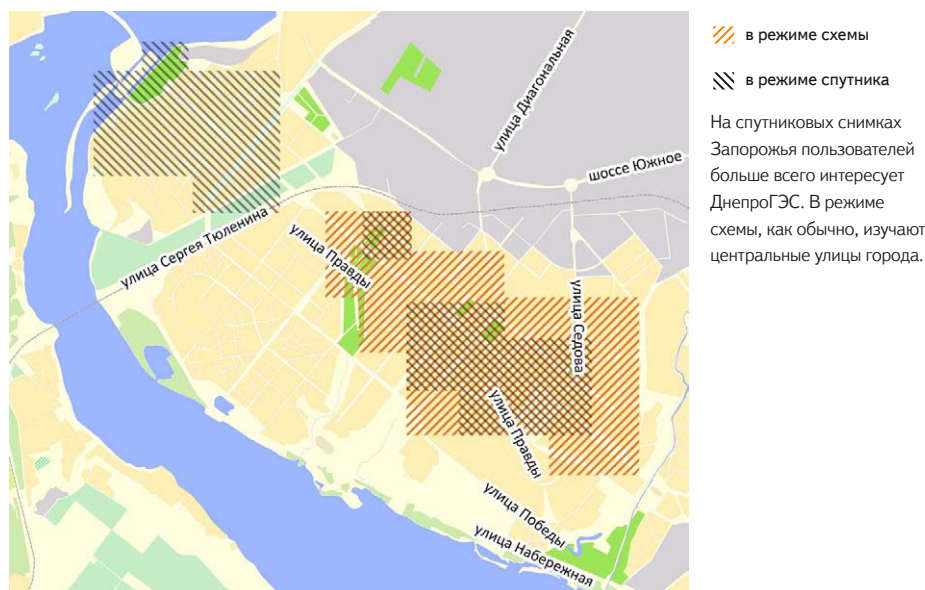 в режиме схемы
в режиме спутника
На спутниковых снимках
Запорожья пользователей
больше всего интересует
ДнепроГЭС. В режиме
схемы, как обычно, изучают
центральные улицы города.
улица Диагональная
шоссе Южное
улица Сергея Тюленина
улица Правды
улица Седова
улица Правды
улица Победы
улица Набережная